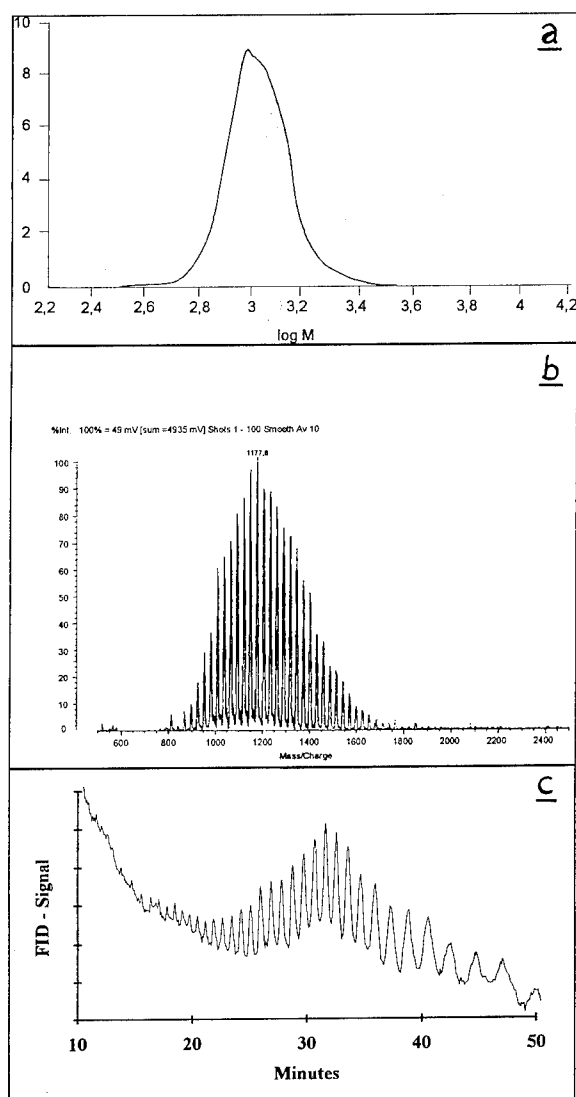 a
10
8
6
4
2
0
2,2 2,4 2,6 2,8 3 3,2 3,4 3,6 3,8 4 4,2
log M
b
%Int. 100% = 49 mV [sum =4935 mV] Shots 1 - 100 Smooth Av 10
1177,8
100
90
80
70
60
50
40
30
20
10
0
600 800 1000 1200 1400 1600 1800 2000 2200 2400
Mass/Charge
c
FID - Signal
10 20 30 40 50
Minutes